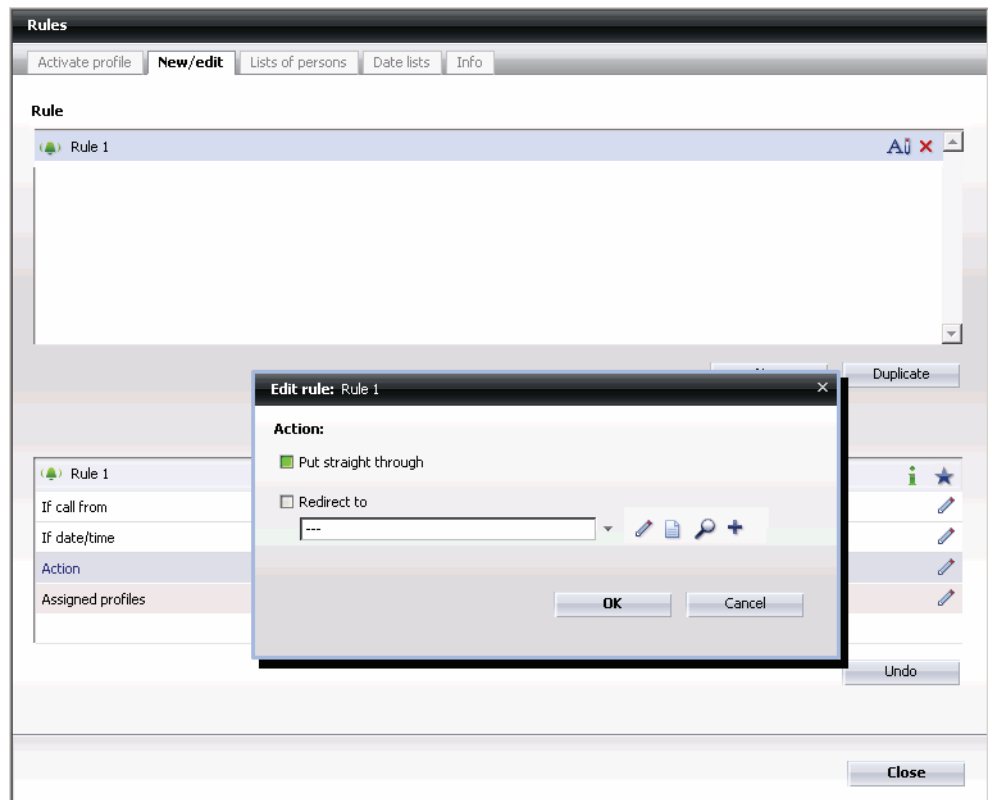 Rules
Activate profile New/edit Lists of persons Date lists Info
Rule
Rule 1
Duplicate
Edit rule: Rule 1
Action:
Put straight through
Redirect to
---
OK Cancel
Rule 1
If call from
If date/time
Action
Assigned profiles
Undo
Close